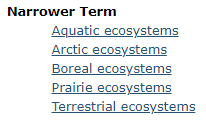 Narrower Term
Aquatic ecosystems
Arctic ecosystems
Boreal ecosystems
Prairie ecosystems
Terrestrial ecosystems